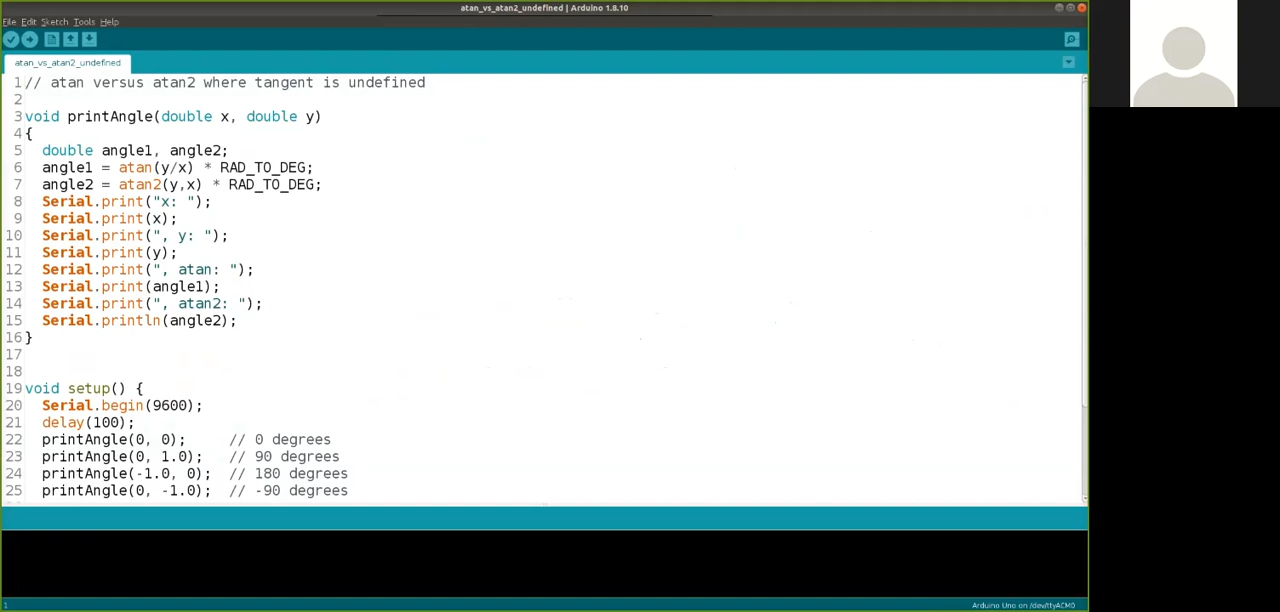 atan_vs_atan2_undefined | Arduino 1.8.10
File Edit Sketch Tools Help
atan_vs_atan2_undefined
1 // atan versus atan2 where tangent is undefined
2
3 void printAngle(double x, double y)
4 {
5   double angle1, angle2;
6   angle1 = atan(y/x) * RAD_TO_DEG;
7   angle2 = atan2(y,x) * RAD_TO_DEG;
8   Serial.print("x: ");
9   Serial.print(x);
10   Serial.print(", y: ");
11   Serial.print(y);
12   Serial.print(", atan: ");
13   Serial.print(angle1);
14   Serial.print(", atan2: ");
15   Serial.println(angle2);
16 }
17
18
19 void setup() {
20   Serial.begin(9600);
21   delay(100);
22   printAngle(0, 0);     // 0 degrees
23   printAngle(0, 1.0);   // 90 degrees
24   printAngle(-1.0, 0);  // 180 degrees
25   printAngle(0, -1.0);  // -90 degrees
1 Arduino Uno on /dev/ttyACM0